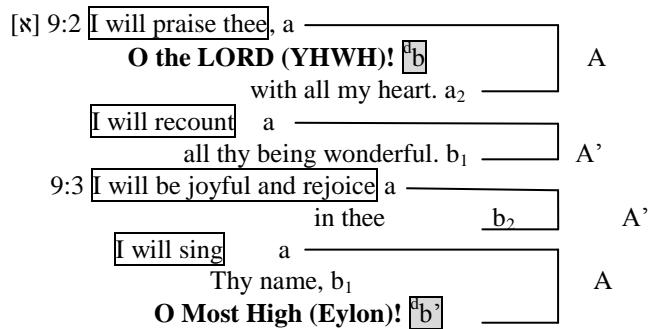 [א] 9:2 I will praise thee, a
O the LORD (YHWH)! ᵈb A
with all my heart. a₂
I will recount a
all thy being wonderful. b₁ A’
9:3 I will be joyful and rejoice a
in thee b₂ A’
I will sing a
Thy name, b₁ A
O Most High (Eylon)! ᵈb’